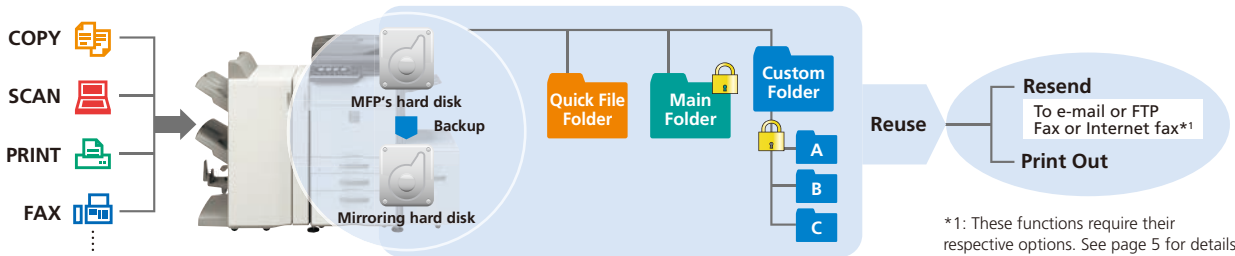 COPY
SCAN
PRINT
FAX
MFP's hard disk
Backup
Mirroring hard disk
Quick File
Folder
Main
Folder
Custom
Folder
A
B
C
Reuse
Resend
To e-mail or FTP
Fax or Internet fax*1
Print Out
*1: These functions require their
respective options. See page 5 for details